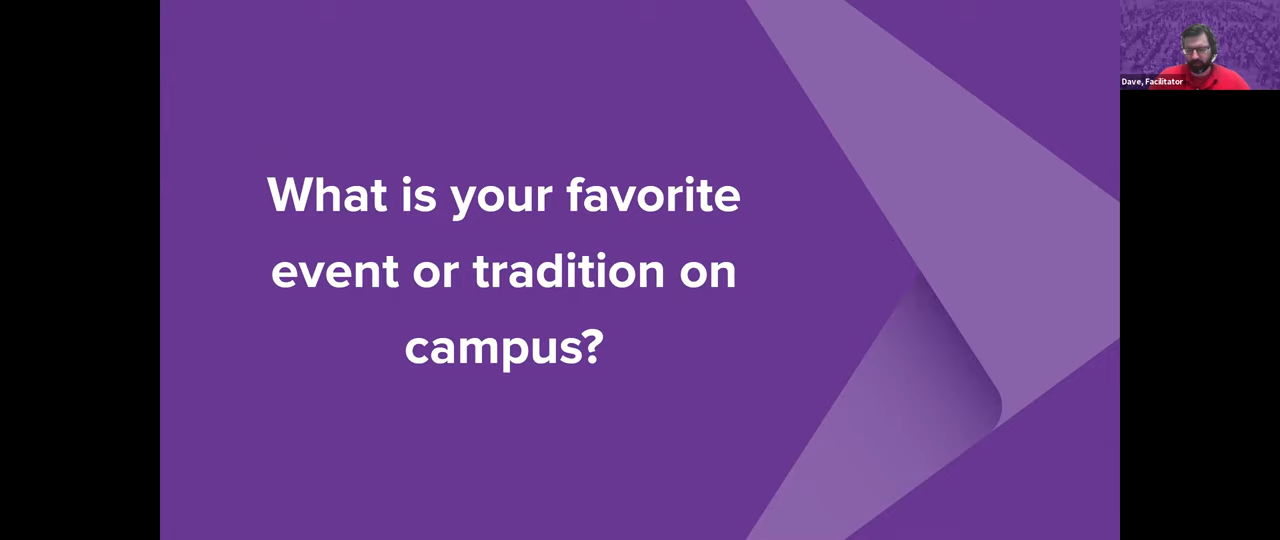 What is your favorite
event or tradition on
campus?
Dave, Facilitator